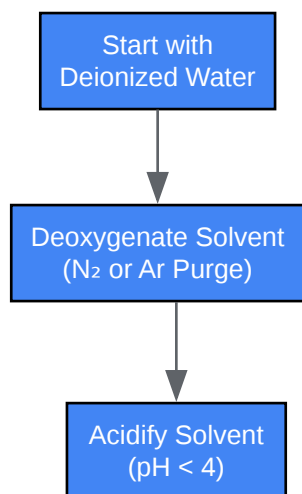 Start with
Deionized Water
Deoxygenate Solvent
(N₂ or Ar Purge)
Acidify Solvent
(pH < 4)